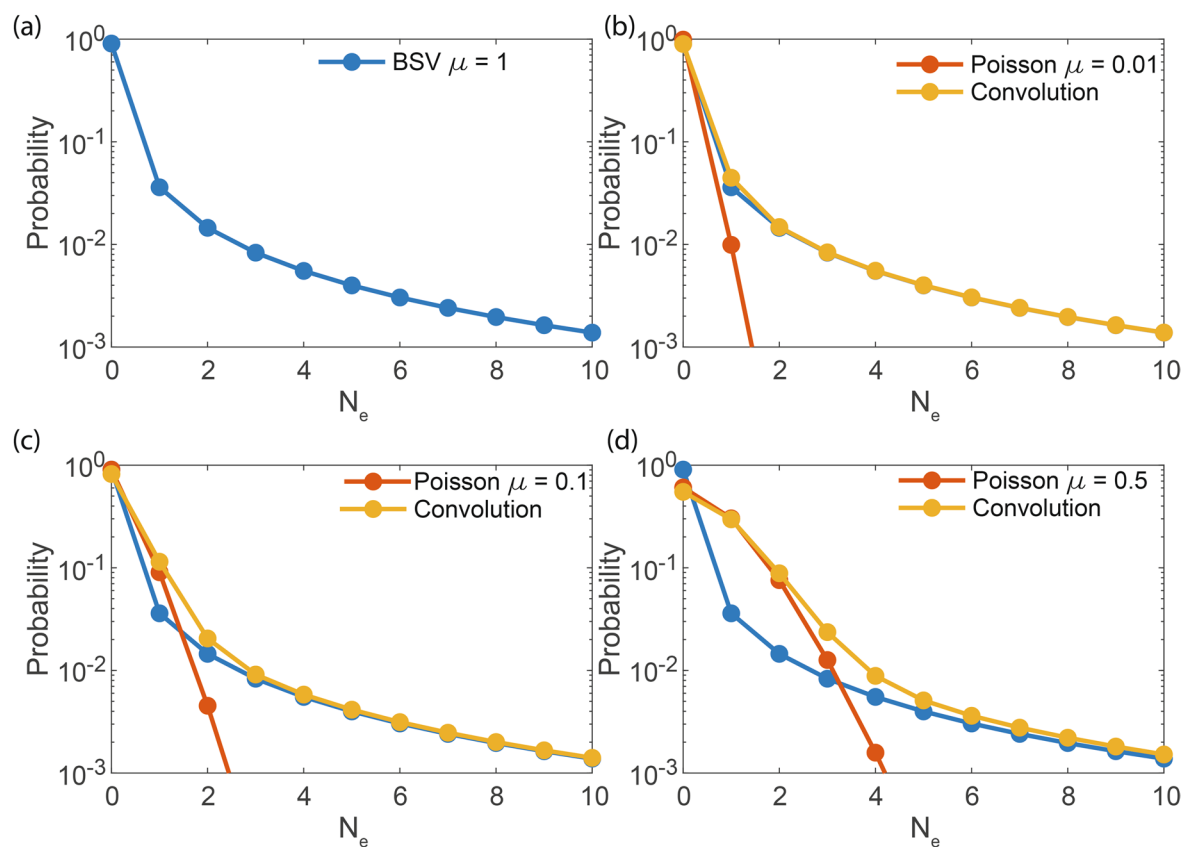 (a)
10^0
10^-1
10^-2
10^-3
Probability
BSV μ = 1
0 2 4 6 8 10
N_e
(b)
10^0
10^-1
10^-2
10^-3
Probability
Poisson μ = 0.01
Convolution
0 2 4 6 8 10
N_e
(c)
10^0
10^-1
10^-2
10^-3
Probability
Poisson μ = 0.1
Convolution
0 2 4 6 8 10
N_e
(d)
10^0
10^-1
10^-2
10^-3
Probability
Poisson μ = 0.5
Convolution
0 2 4 6 8 10
N_e